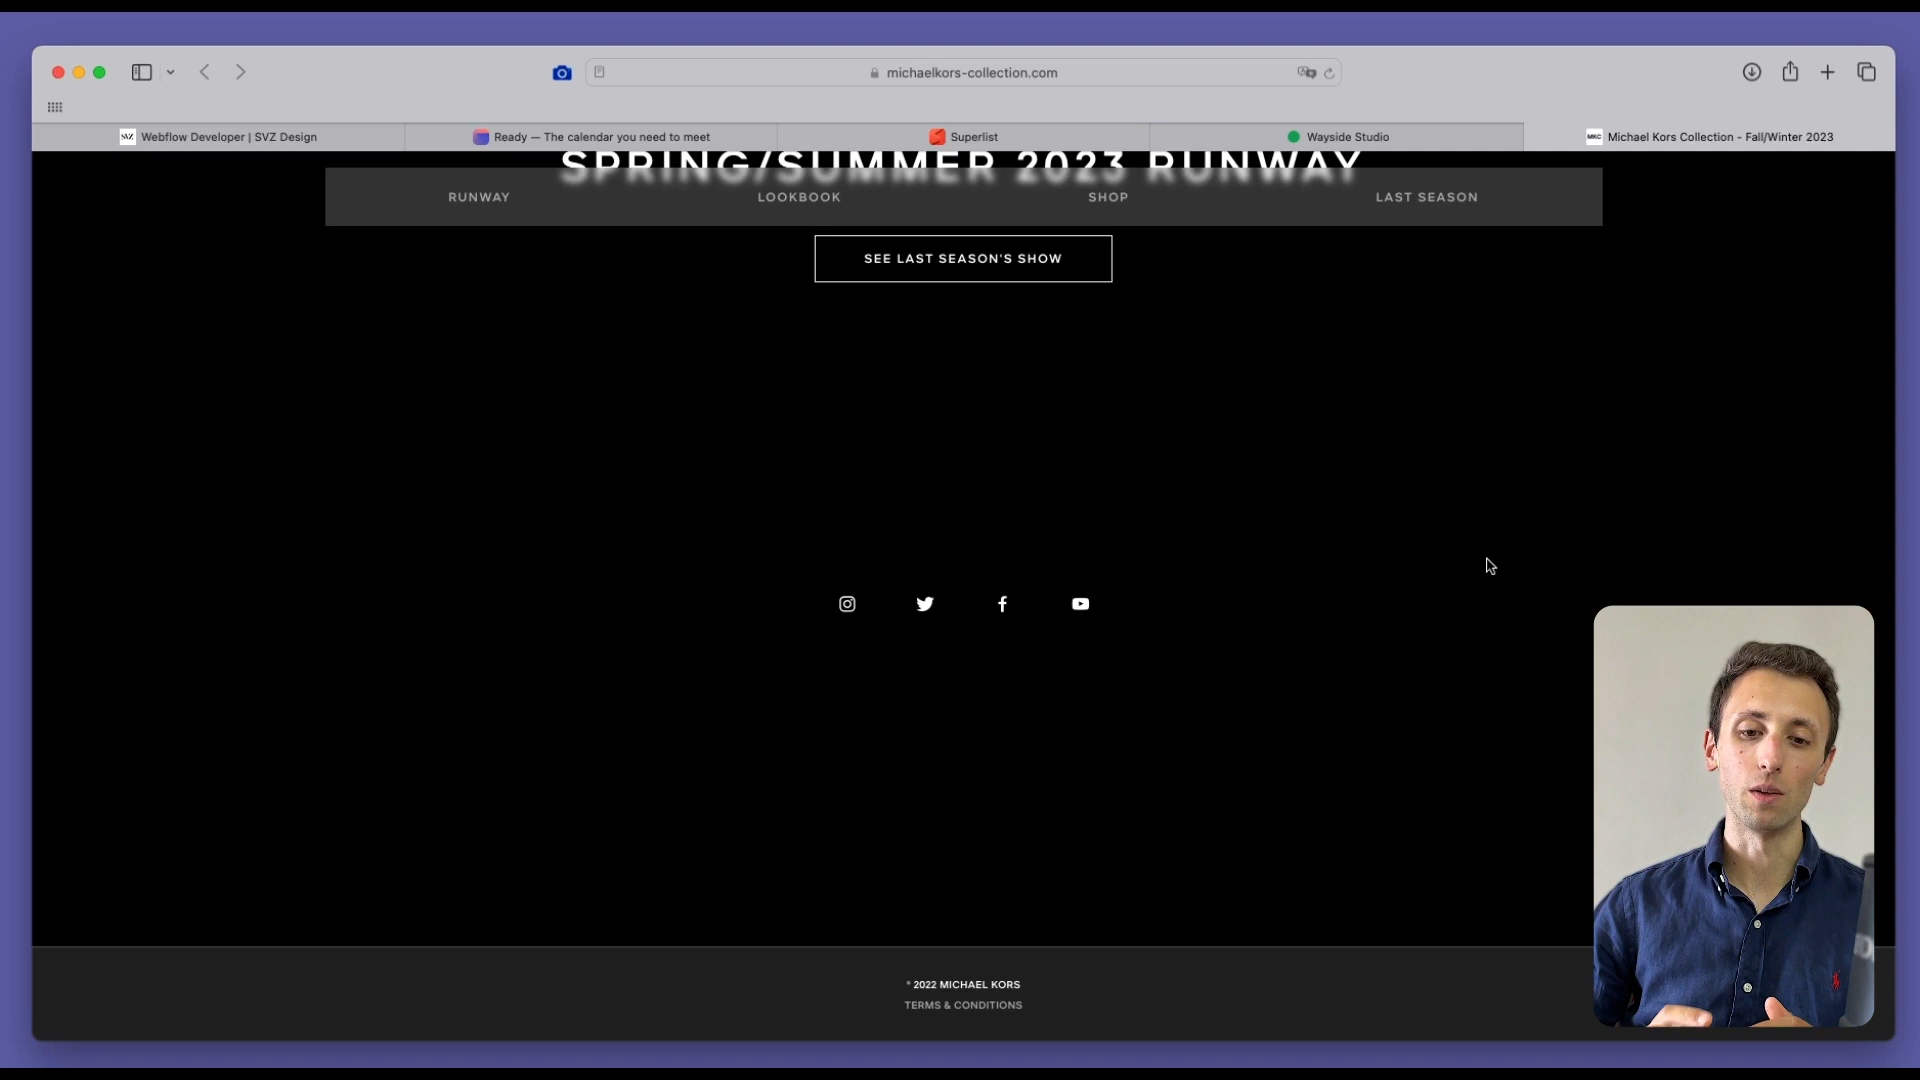 michaelkors-collection.com
SVZ Webflow Developer | SVZ Design
Ready — The calendar you need to meet
Superlist
Wayside Studio
MKC Michael Kors Collection - Fall/Winter 2023
SPRING/SUMMER 2023 RUNWAY
RUNWAY
LOOKBOOK
SHOP
LAST SEASON
SEE LAST SEASON'S SHOW
° 2022 MICHAEL KORS
TERMS & CONDITIONS